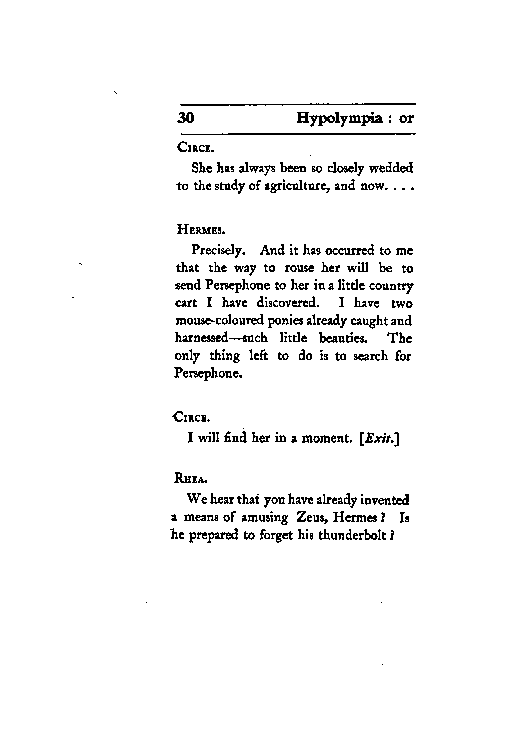 30 Hypolympia : or
CIRCE.
She has always been so closely wedded
to the study of agriculture, and now. . . .
HERMES.
Precisely. And it has occurred to me
that the way to rouse her will be to
send Persephone to her in a little country
cart I have discovered. I have two
mouse-coloured ponies already caught and
harnessed—such little beauties. The
only thing left to do is to search for
Persephone.
CIRCE.
I will find her in a moment. [Exit.]
RHEA.
We hear that you have already invented
a means of amusing Zeus, Hermes? Is
he prepared to forget his thunderbolt?